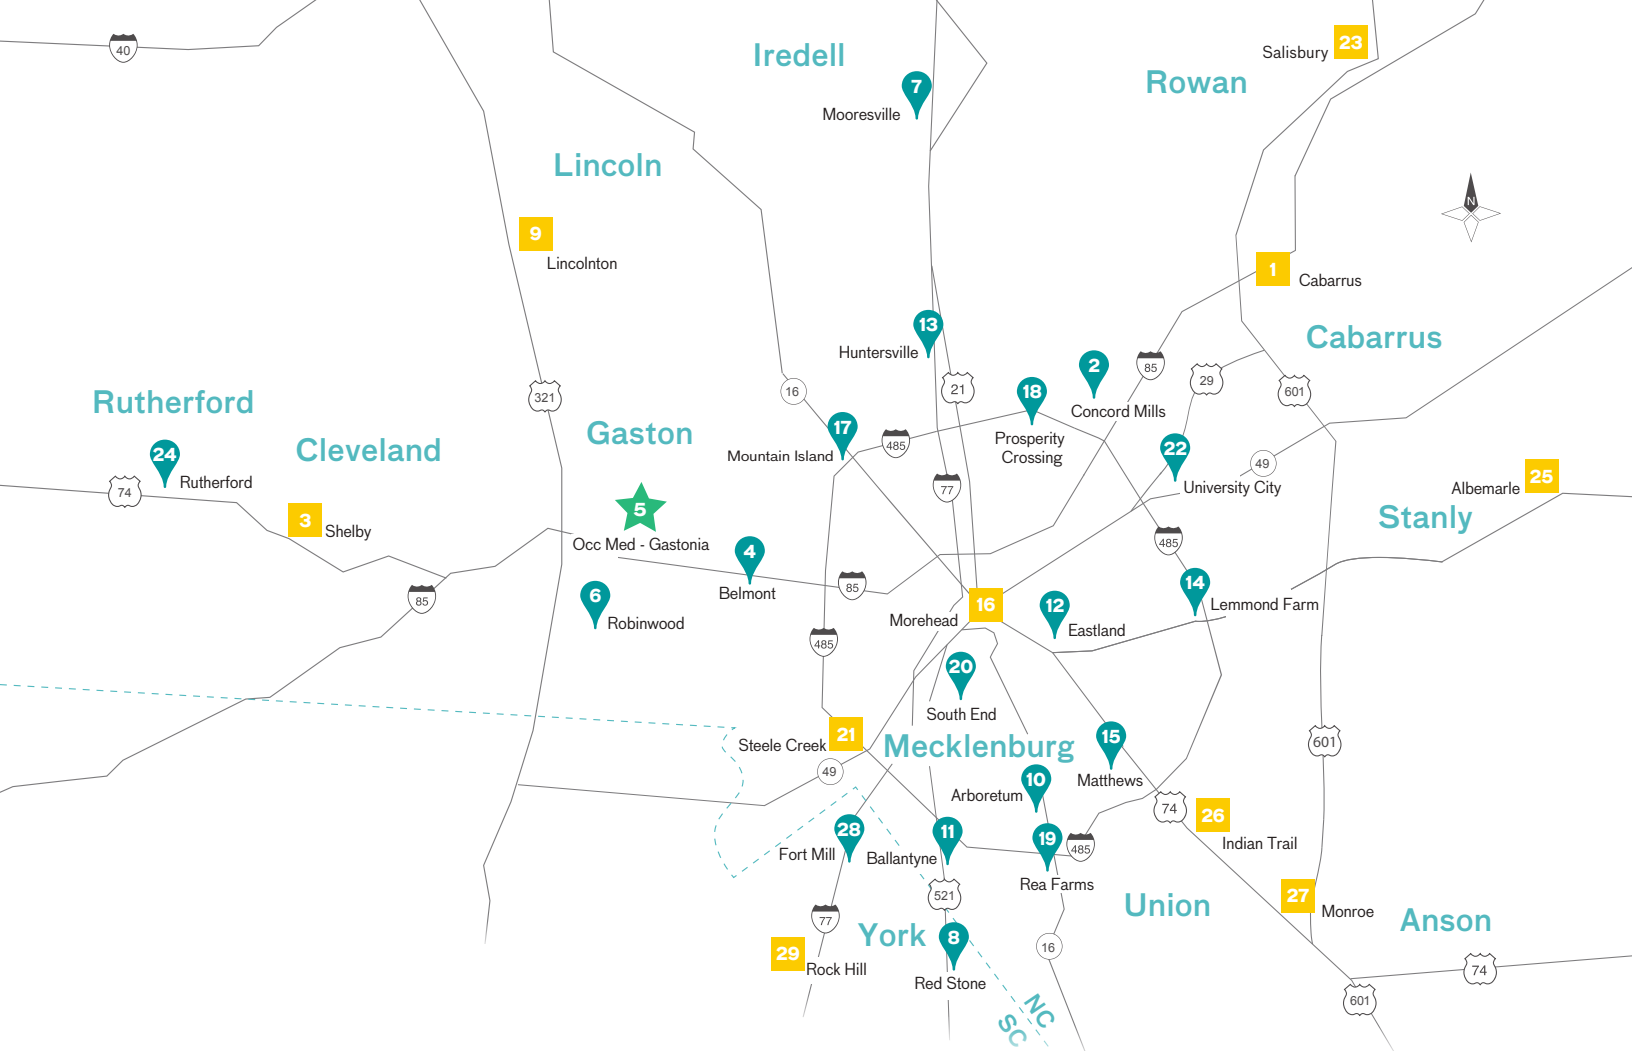 40
Iredell
7
Mooresville
Rowan
Salisbury
23
Lincoln
9
Lincolnton
N
1
Cabarrus
Cabarrus
13
Huntersville
21
2
Concord Mills
85
29
601
18
Prosperity
Crossing
16
17
Mountain Island
485
77
321
Rutherford
24
Rutherford
74
Cleveland
3
Shelby
Gaston
5
Occ Med - Gastonia
4
Belmont
85
85
6
Robinwood
22
University City
49
485
Albemarle
25
Stanly
14
Lemmond Farm
16
Morehead
12
Eastland
485
20
South End
Mecklenburg
Steele Creek
21
49
15
Matthews
10
Arboretum
601
74
26
Indian Trail
28
Fort Mill
11
Ballantyne
19
Rea Farms
485
521
77
York
8
Red Stone
29
Rock Hill
Union
16
27
Monroe
Anson
74
601
NC
SC